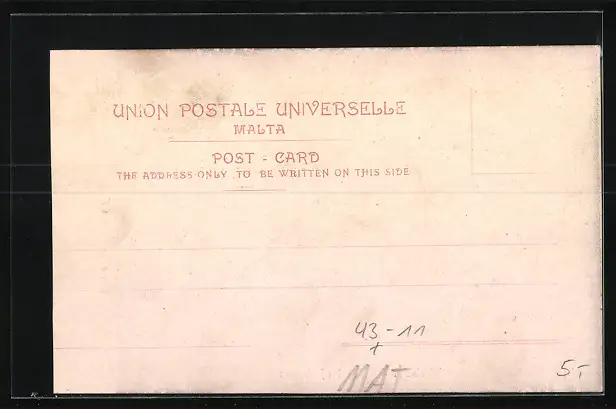 UNION POSTALE UNIVERSELLE
MALTA
POST - CARD
THE ADDRESS ONLY TO BE WRITTEN ON THIS SIDE
43-11
MAT
5,-